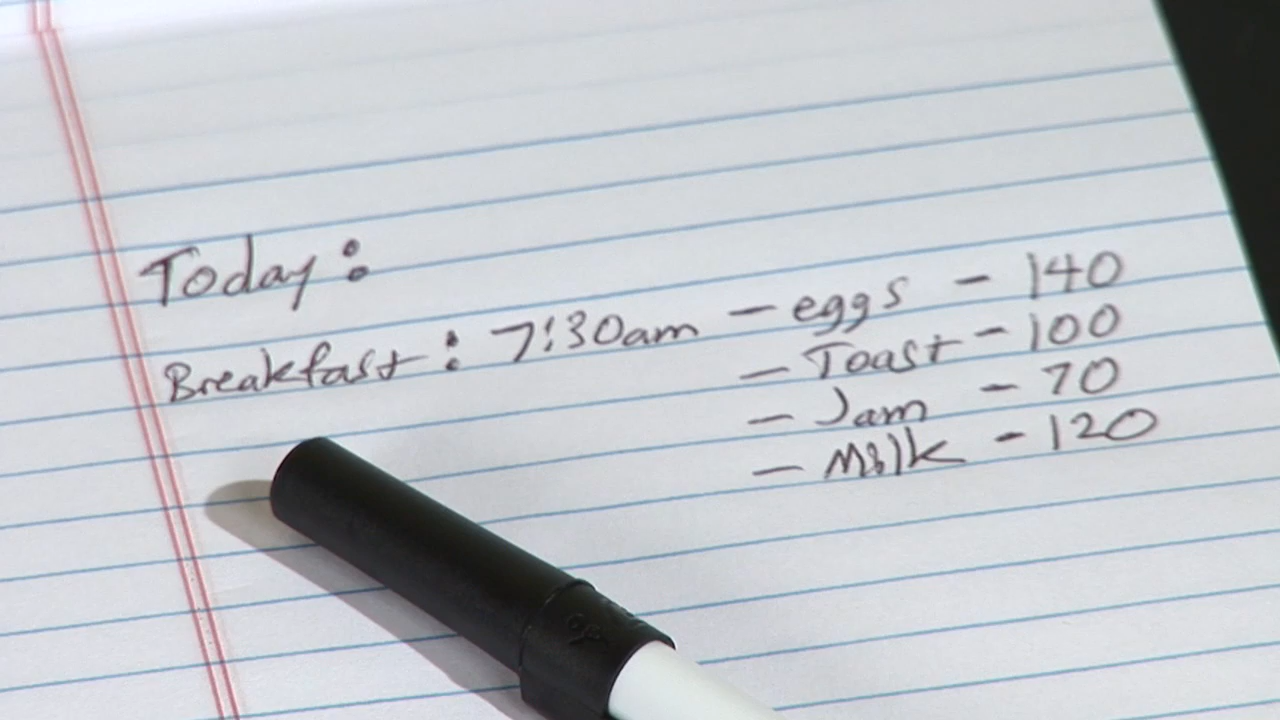 Today:
Breakfast: 7:30am - eggs - 140
- Toast - 100
- Jam - 70
- Milk - 120